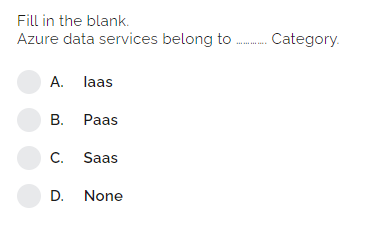 Fill in the blank.
Azure data services belong to ............. Category.
A. Iaas
B. Paas
C. Saas
D. None